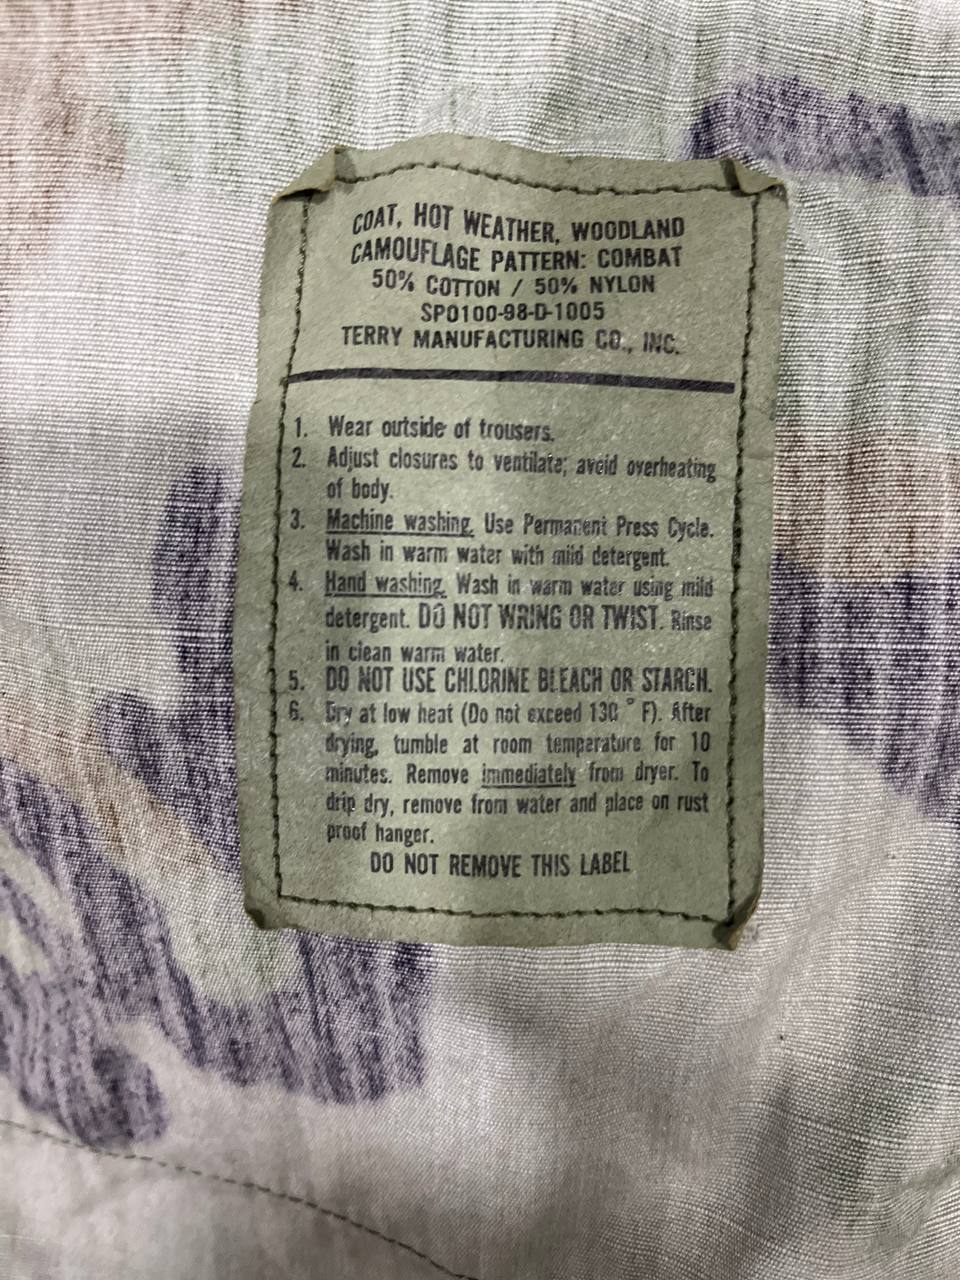 COAT, HOT WEATHER, WOODLAND
CAMOUFLAGE PATTERN: COMBAT
50% COTTON / 50% NYLON
SPO100-98-D-1005
TERRY MANUFACTURING CO., INC.
1. Wear outside of trousers.
2. Adjust closures to ventilate; avoid overheating
of body.
3. Machine washing. Use Permanent Press Cycle.
Wash in warm water with mild detergent.
4. Hand washing. Wash in warm water using mild
detergent. DO NOT WRING OR TWIST. Rinse
in clean warm water.
5. DO NOT USE CHLORINE BLEACH OR STARCH.
6. Dry at low heat (Do not exceed 130 ° F). After
drying, tumble at room temperature for 10
minutes. Remove immediately from dryer. To
drip dry, remove from water and place on rust
proof hanger.
DO NOT REMOVE THIS LABEL